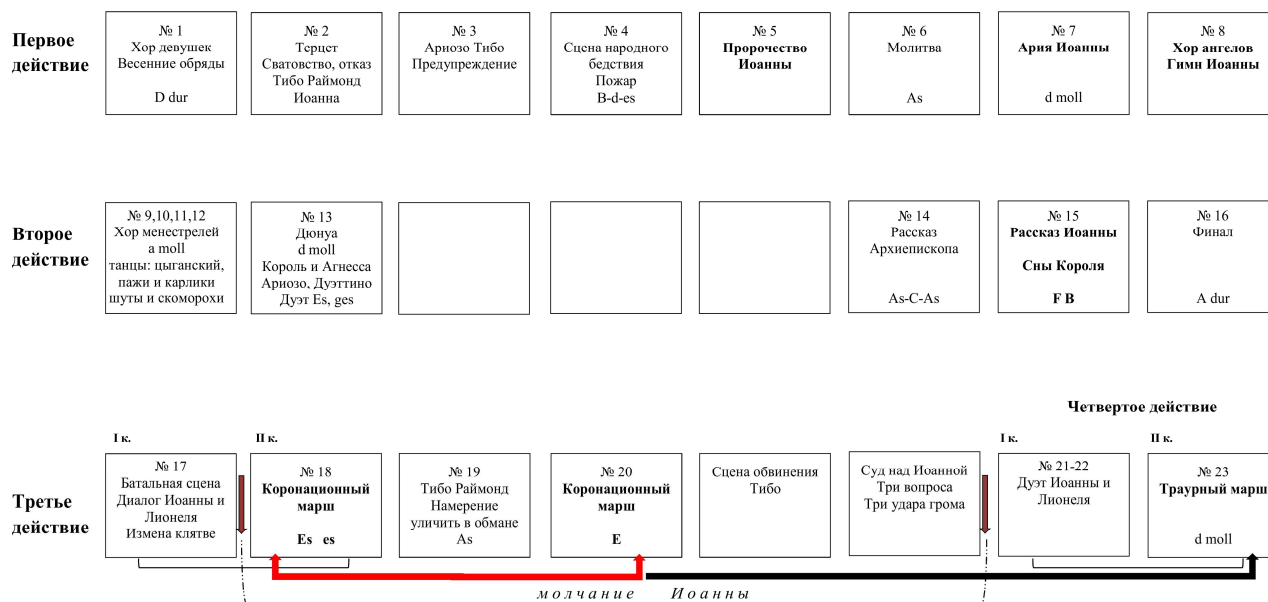 Первое
действие
№ 1
Хор девушек
Весенние обряды
D dur
№ 2
Терцет
Сватовство, отказ
Тибо Раймонд
Иоанна
№ 3
Ариозо Тибо
Предупреждение
№ 4
Сцена народного
бедствия
Пожар
B-d-es
№ 5
Пророчество
Иоанны
№ 6
Молитва
As
№ 7
Ария Иоанны
d moll
№ 8
Хор ангелов
Гимн Иоанны
Второе
действие
№ 9,10,11,12
Хор менестрелей
a moll
танцы: цыганский,
пажи и карлики
шуты и скоморохи
№ 13
Дюнуа
d moll
Король и Агнесса
Ариозо, Дуэттино
Дуэт Es, ges
№ 14
Рассказ
Архиепископа
As-C-As
№ 15
Рассказ Иоанны
Сны Короля
F B
№ 16
Финал
A dur
Четвертое действие
Третье
действие
I к.
№ 17
Батальная сцена
Диалог Иоанны и
Лионеля
Измена клятве
II к.
№ 18
Коронационный
марш
Es es
№ 19
Тибо Раймонд
Намерение
уличить в обмане
As
№ 20
Коронационный
марш
E
Сцена обвинения
Тибо
Суд над Иоанной
Три вопроса
Три удара грома
I к.
№ 21-22
Дуэт Иоанны и
Лионеля
II к.
№ 23
Траурный марш
d moll
молчание Иоанны